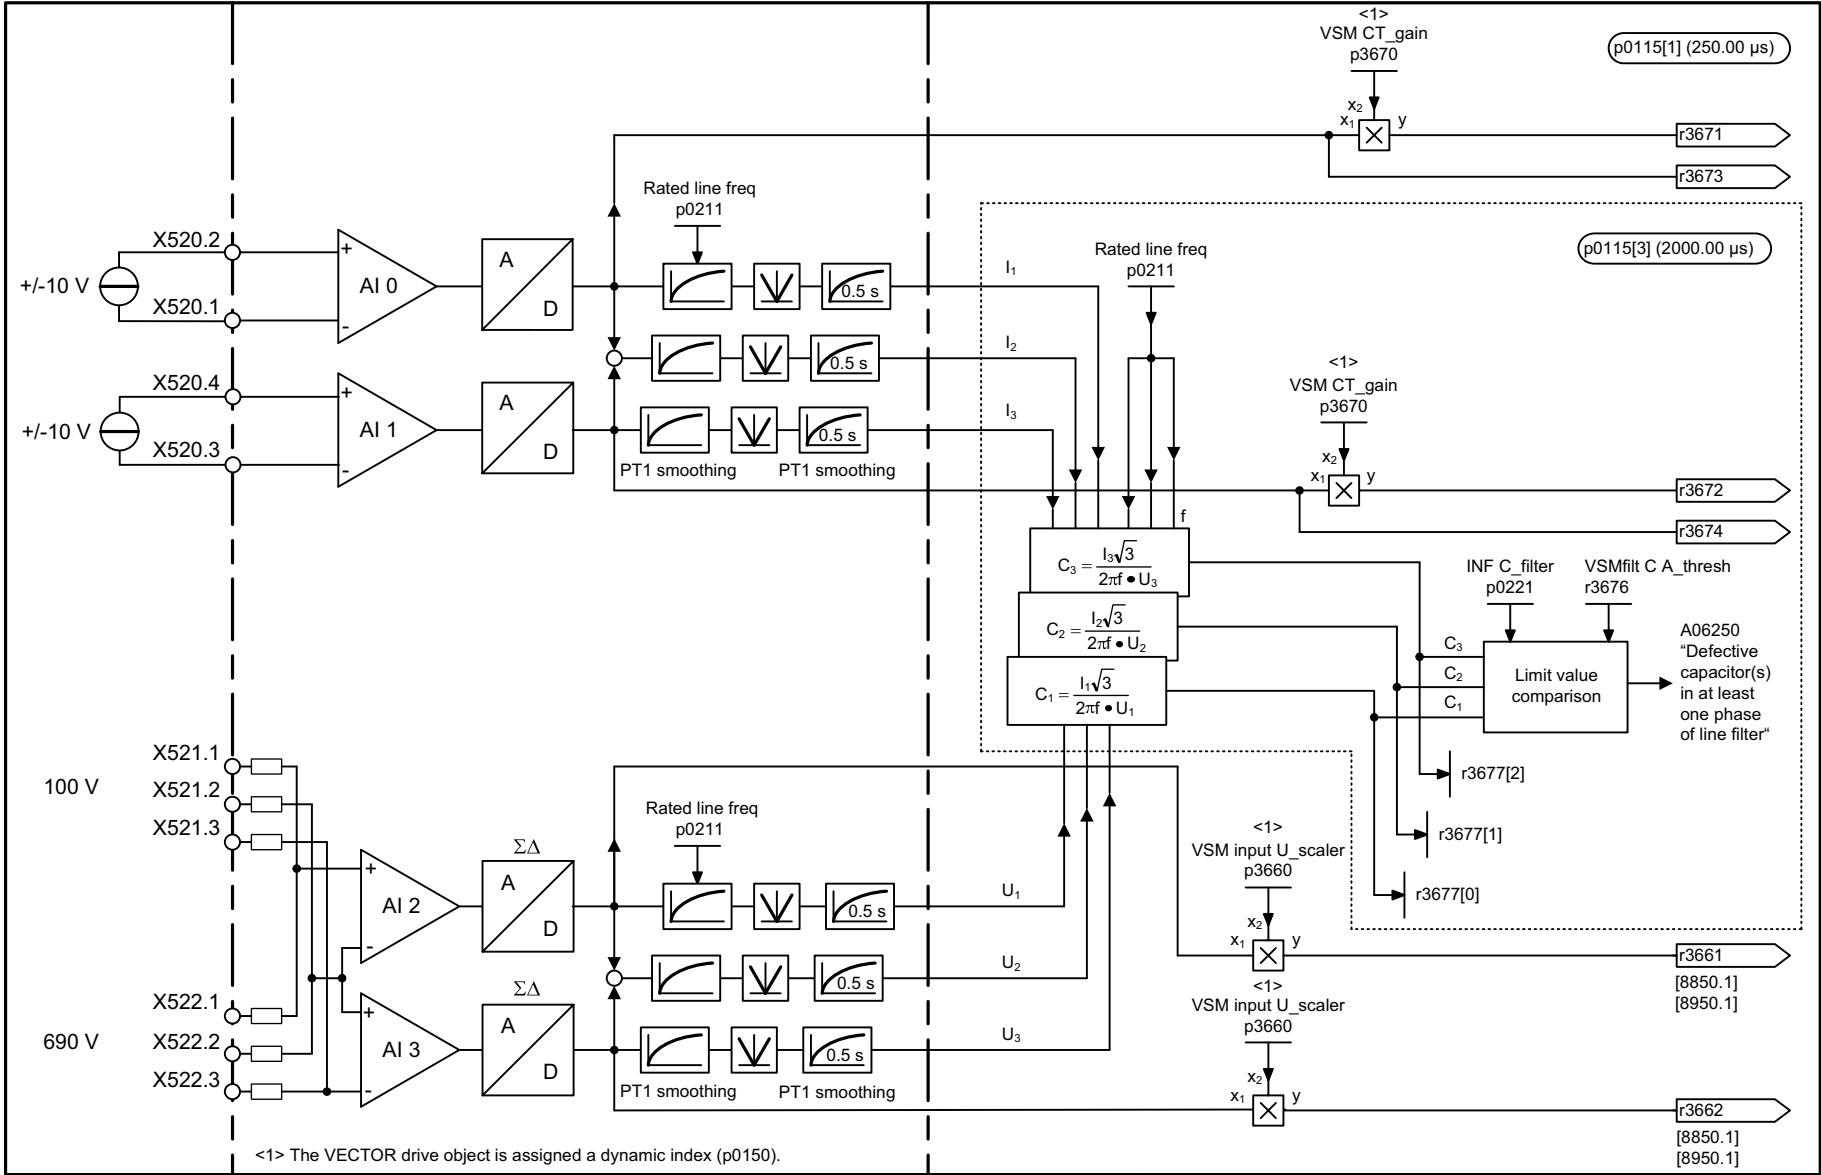 <1>
VSM CT_gain
p3670
p0115[1] (250.00 µs)
x2
x1
y
r3671
r3673
Rated line freq
p0211
X520.2
+/-10 V
X520.1
+
AI 0
-
A
D
0.5 s
I1
Rated line freq
p0211
p0115[3] (2000.00 µs)
0.5 s
I2
X520.4
+/-10 V
X520.3
+
AI 1
-
A
D
0.5 s
I3
PT1 smoothing
PT1 smoothing
<1>
VSM CT_gain
p3670
x2
x1
y
r3672
r3674
f
C3 = I3√3
2πf • U3
C2 = I2√3
2πf • U2
C1 = I1√3
2πf • U1
INF C_filter
p0221
VSMfilt C A_thresh
r3676
C3
C2
C1
Limit value
comparison
A06250
“Defective
capacitor(s)
in at least
one phase
of line filter“
r3677[2]
r3677[1]
r3677[0]
100 V
X521.1
X521.2
X521.3
Rated line freq
p0211
ΣΔ
+
AI 2
-
A
D
0.5 s
U1
0.5 s
U2
<1>
VSM input U_scaler
p3660
x2
x1
y
r3661
[8850.1]
[8950.1]
690 V
X522.1
X522.2
X522.3
ΣΔ
+
AI 3
-
A
D
0.5 s
U3
PT1 smoothing
PT1 smoothing
<1>
VSM input U_scaler
p3660
x2
x1
y
r3662
[8850.1]
[8950.1]
<1> The VECTOR drive object is assigned a dynamic index (p0150).